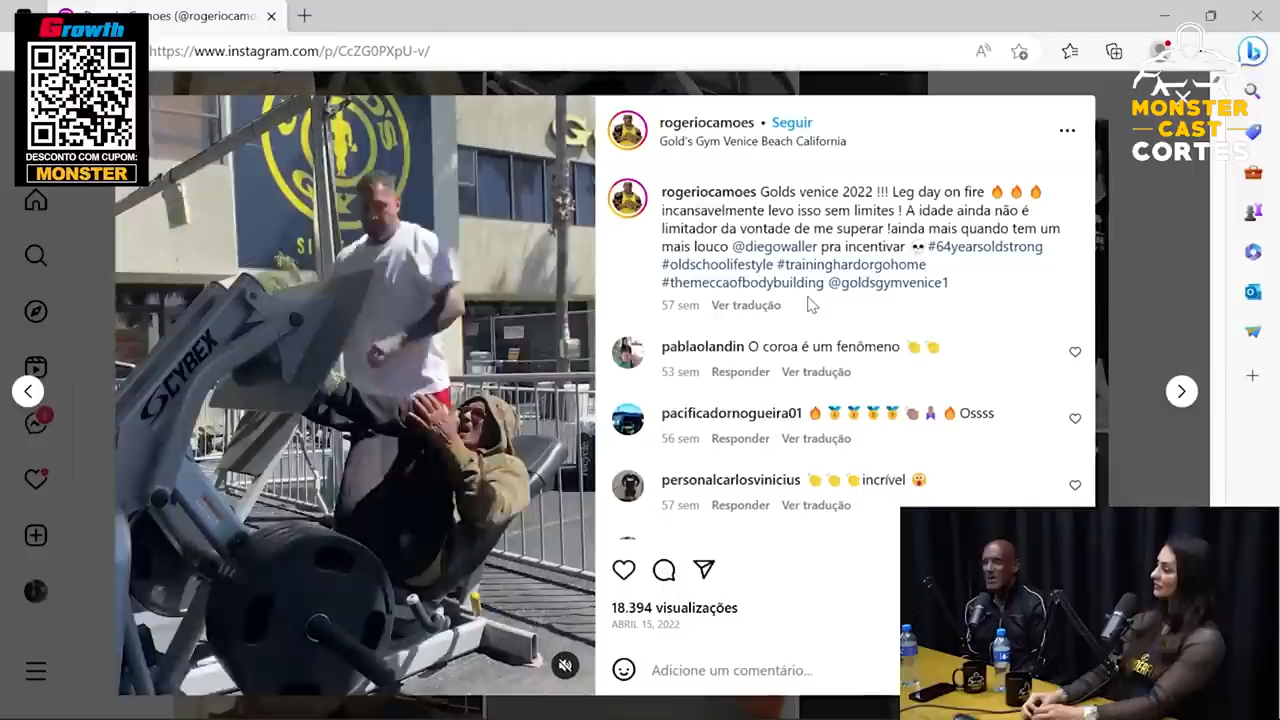 Growth
DESCONTO COM CUPOM:
MONSTER
https://www.instagram.com/p/CcZG0PXpU-v/
MONSTER
CAST
CORTES
CYBEX
rogeriocamoes • Seguir
Gold's Gym Venice Beach California
rogeriocamoes Golds venice 2022 !!! Leg day on fire 🔥🔥🔥
incansavelmente levo isso sem limites ! A idade ainda não é
limitador da vontade de me superar !ainda mais quando tem um
mais louco @diegowaller pra incentivar 💀 #64yearsoldstrong
#oldschoolifestyle #traininghardorgohome
#themeccaofbodybuilding @goldsgymvenice1
57 sem Ver tradução
pablaolandin O coroa é um fenômeno 👏👏
53 sem Responder Ver tradução
pacificadornogueira01 🔥🏅🏅🏅🏅👏🏽🙏🏽🔥Ossss
56 sem Responder Ver tradução
personalcarlosvinicius 👏👏👏incrível 😱
57 sem Responder Ver tradução
18.394 visualizações
ABRIL 15, 2022
Adicione um comentário...